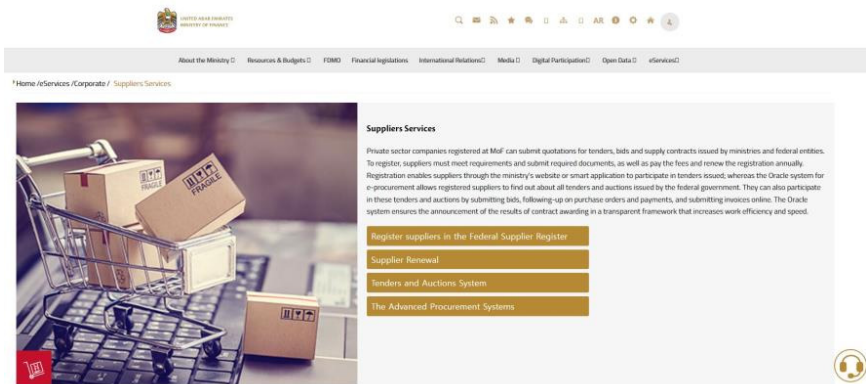 UNITED ARAB EMIRATES
MINISTRY OF FINANCE
AR
About the Ministry
Resources & Budgets
FDMO
Financial legislations
International Relations
Media
Digital Participation
Open Data
eServices
Home /eServices /Corporate / Suppliers Services
FRAGILE
FRAGILE
Suppliers Services
Private sector companies registered at MoF can submit quotations for tenders, bids and supply contracts issued by ministries and federal entities.
To register, suppliers must meet requirements and submit required documents, as well as pay the fees and renew the registration annually.
Registration enables suppliers through the ministry's website or smart application to participate in tenders issued; whereas the Oracle system for
e-procurement allows registered suppliers to find out about all tenders and auctions issued by the federal government. They can also participate
in these tenders and auctions by submitting bids, following-up on purchase orders and payments, and submitting invoices online. The Oracle
system ensures the announcement of the results of contract awarding in a transparent framework that increases work efficiency and speed.
Register suppliers in the Federal Supplier Register
Supplier Renewal
Tenders and Auctions System
The Advanced Procurement Systems